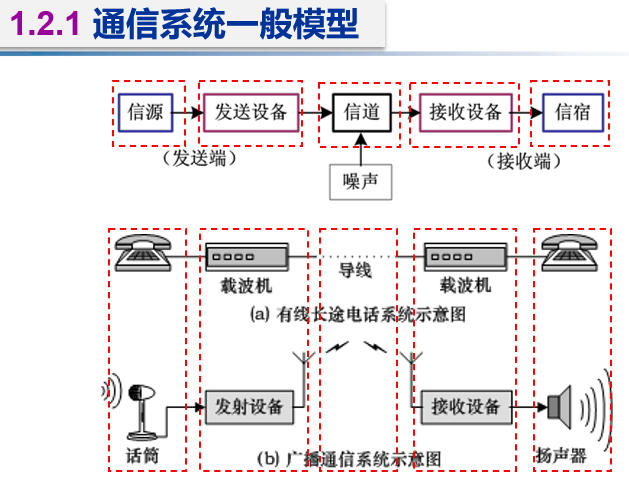 1.2.1 通信系统一般模型
信源 发送设备 信道 接收设备 信宿
（发送端） （接收端）
噪声
导线
载波机 载波机
(a) 有线长途电话系统示意图
发射设备 接收设备
话筒 扬声器
(b) 广播通信系统示意图